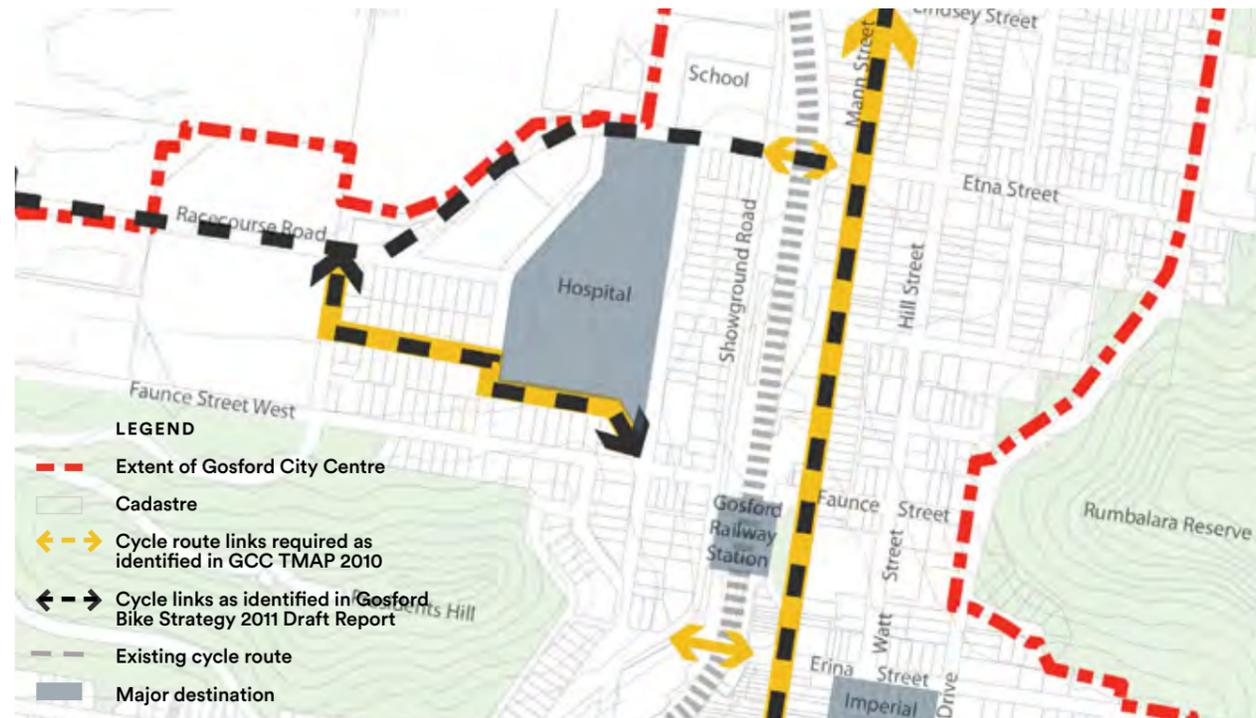 Lindsey Street
School
Mann Street
Etna Street
Racecourse Road
Showground Road
Hill Street
Hospital
Faunce Street West
Gosford
Railway
Station
Faunce Street
Rumbalara Reserve
Street
Watt
Erina Street
Imperial
Drive
LEGEND
Extent of Gosford City Centre
Cadastre
Cycle route links required as
identified in GCC TMAP 2010
Cycle links as identified in Gosford
Bike Strategy 2011 Draft Report
Existing cycle route
Major destination
Hill